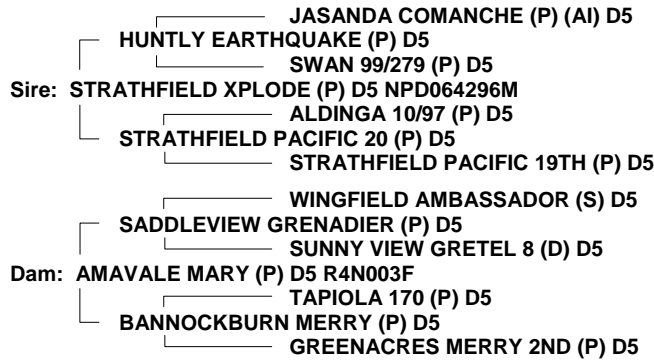 JASANDA COMANCHE (P) (AI) D5
HUNTLY EARTHQUAKE (P) D5
SWAN 99/279 (P) D5
Sire: STRATHFIELD XPLODE (P) D5 NPD064296M
ALDINGA 10/97 (P) D5
STRATHFIELD PACIFIC 20 (P) D5
STRATHFIELD PACIFIC 19TH (P) D5
WINGFIELD AMBASSADOR (S) D5
SADDLEVIEW GRENADIER (P) D5
SUNNY VIEW GRETEL 8 (D) D5
Dam: AMAVALE MARY (P) D5 R4N003F
TAPIOLA 170 (P) D5
BANNOCKBURN MERRY (P) D5
GREENACRES MERRY 2ND (P) D5